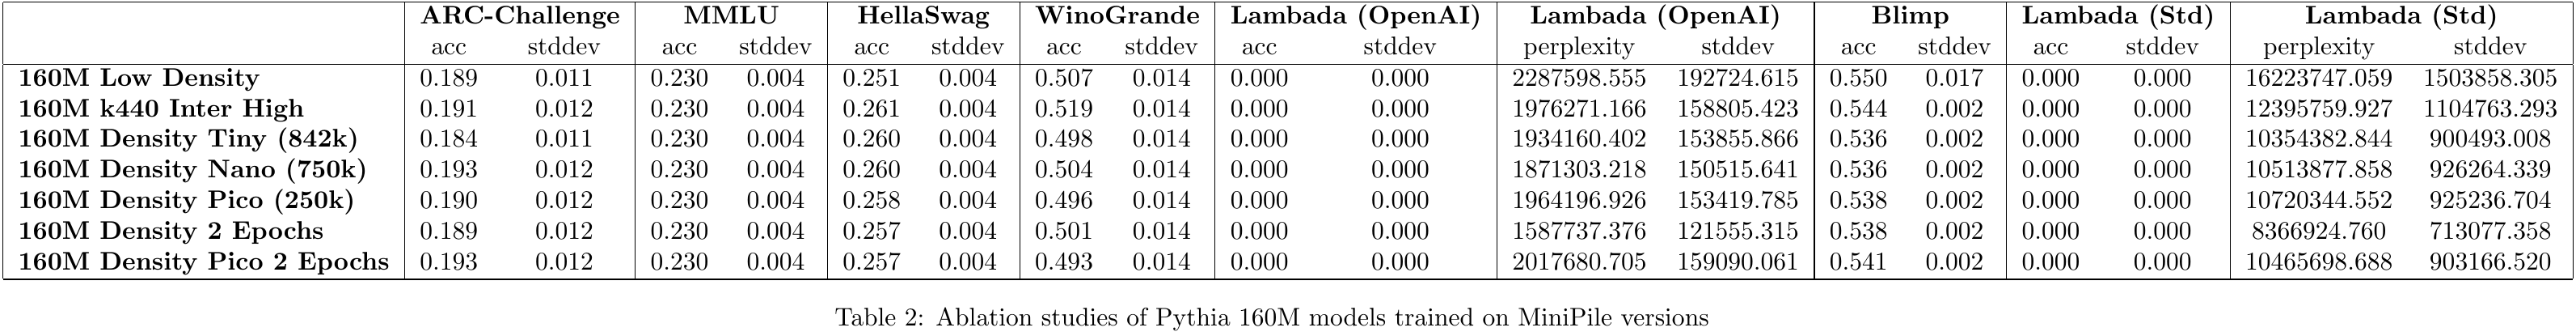 ARC-Challenge MMLU HellaSwag WinoGrande Lambada (OpenAI) Lambada (OpenAI) Blimp Lambada (Std) Lambada (Std)
acc stddev acc stddev acc stddev acc stddev acc stddev perplexity stddev acc stddev acc stddev perplexity stddev
160M Low Density 0.189 0.011 0.230 0.004 0.251 0.004 0.507 0.014 0.000 0.000 2287598.555 192724.615 0.550 0.017 0.000 0.000 16223747.059 1503858.305
160M k440 Inter High 0.191 0.012 0.230 0.004 0.261 0.004 0.519 0.014 0.000 0.000 1976271.166 158805.423 0.544 0.002 0.000 0.000 12395759.927 1104763.293
160M Density Tiny (842k) 0.184 0.011 0.230 0.004 0.260 0.004 0.498 0.014 0.000 0.000 1934160.402 153855.866 0.536 0.002 0.000 0.000 10354382.844 900493.008
160M Density Nano (750k) 0.193 0.012 0.230 0.004 0.260 0.004 0.504 0.014 0.000 0.000 1871303.218 150515.641 0.536 0.002 0.000 0.000 10513877.858 926264.339
160M Density Pico (250k) 0.190 0.012 0.230 0.004 0.258 0.004 0.496 0.014 0.000 0.000 1964196.926 153419.785 0.538 0.002 0.000 0.000 10720344.552 925236.704
160M Density 2 Epochs 0.189 0.012 0.230 0.004 0.257 0.004 0.501 0.014 0.000 0.000 1587737.376 121555.315 0.538 0.002 0.000 0.000 8366924.760 713077.358
160M Density Pico 2 Epochs 0.193 0.012 0.230 0.004 0.257 0.004 0.493 0.014 0.000 0.000 2017680.705 159090.061 0.541 0.002 0.000 0.000 10465698.688 903166.520
Table 2: Ablation studies of Pythia 160M models trained on MiniPile versions